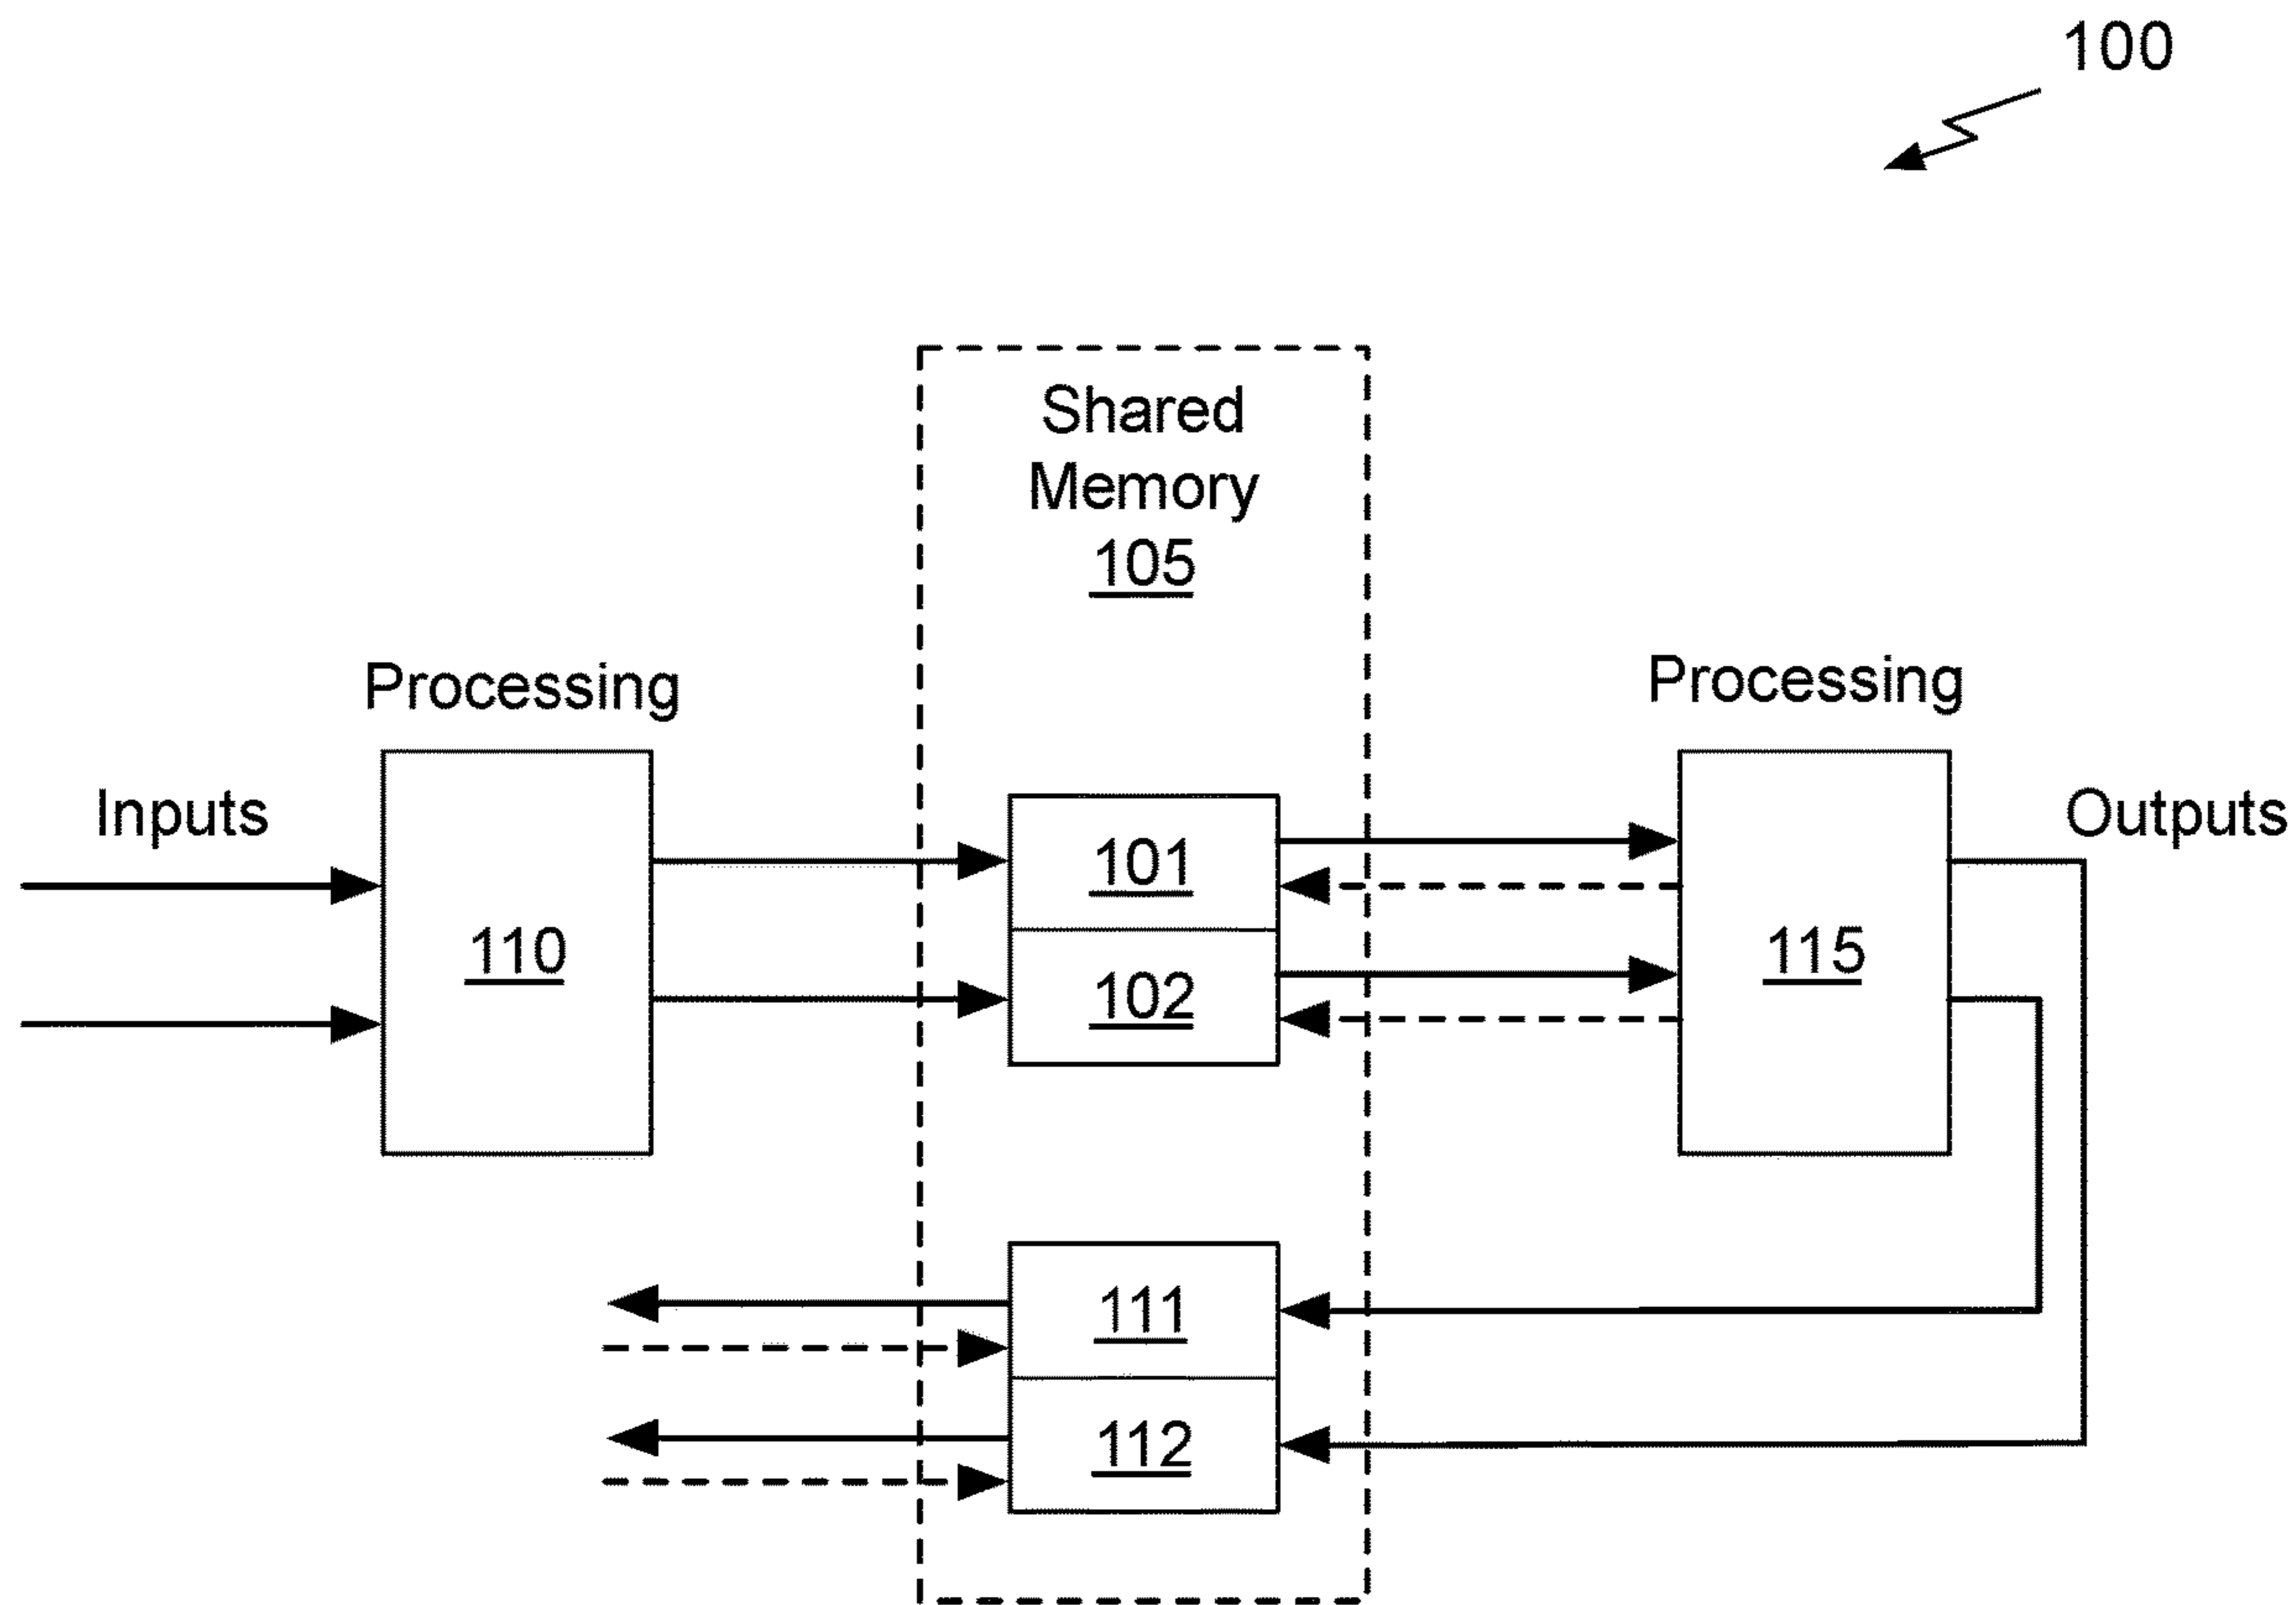 100
Shared
Memory
105
Processing
Processing
Inputs
Outputs
101
110
115
102
111
112